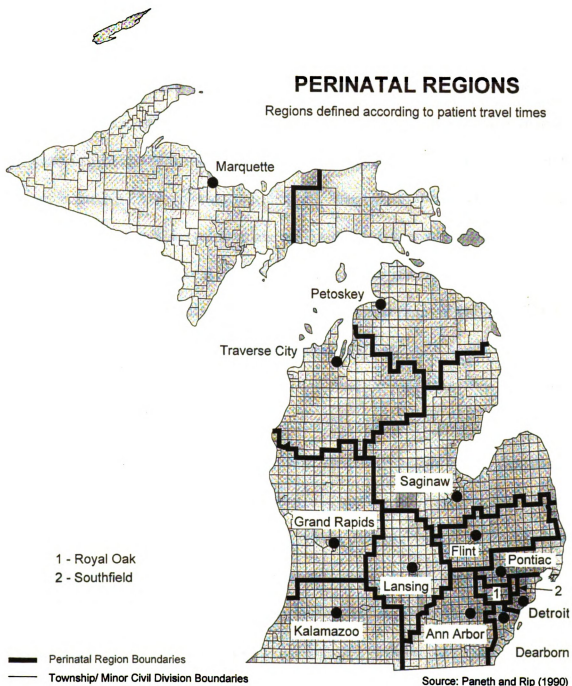 PERINATAL REGIONS
Regions defined according to patient travel times
Marquette
Petoskey
Traverse City
Saginaw
Grand Rapids
Flint
1 - Royal Oak
Pontiac
2 - Southfield
Lansing
1
2
Detroit
Kalamazoo
Ann Arbor
Dearborn
Perinatal Region Boundaries
Township/ Minor Civil Division Boundaries
Source: Paneth and Rip (1990)